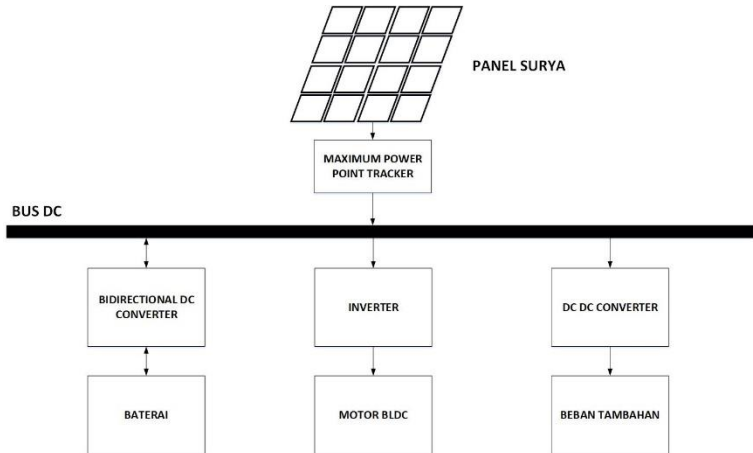 PANEL SURYA
MAXIMUM POWER
POINT TRACKER
BUS DC
BIDIRECTIONAL DC
CONVERTER
INVERTER
DC DC CONVERTER
BATERAI
MOTOR BLDC
BEBAN TAMBAHAN